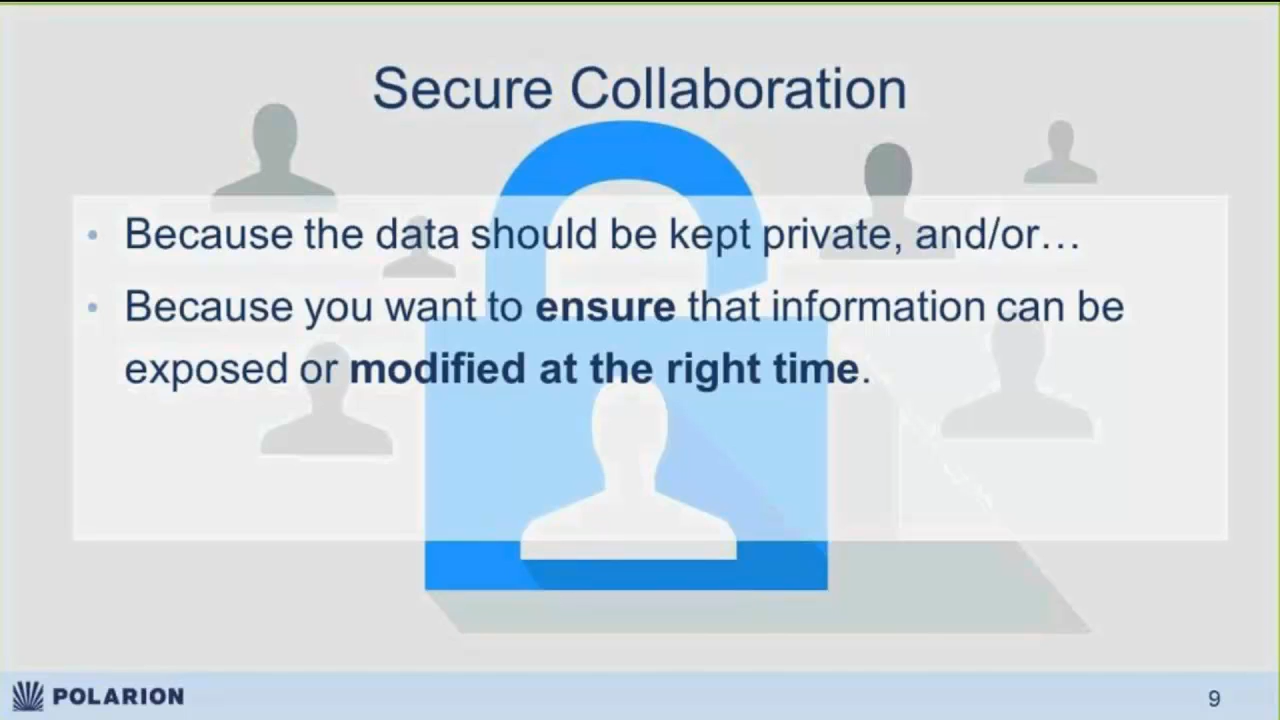 Secure Collaboration
• Because the data should be kept private, and/or…
• Because you want to ensure that information can be
exposed or modified at the right time.
POLARION
9